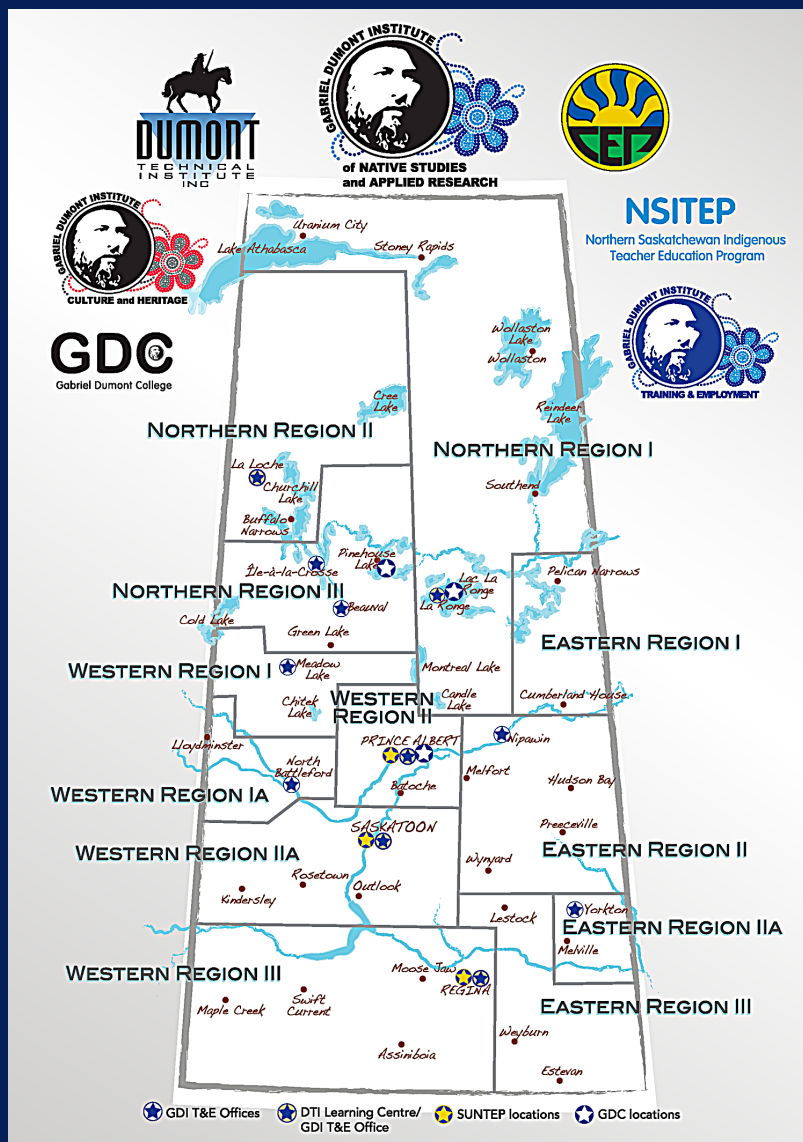 DUMONT
TECHNICAL
INSTITUTE
INC
GABRIEL DUMONT INSTITUTE
of NATIVE STUDIES
and APPLIED RESEARCH
GEP
GABRIEL DUMONT INSTITUTE
CULTURE and HERITAGE
NSITEP
Northern Saskatchewan Indigenous
Teacher Education Program
GDC
Gabriel Dumont College
GABRIEL DUMONT INSTITUTE
TRAINING & EMPLOYMENT
Uranium City
Lake Athabasca
Stoney Rapids
Wollaston
Lake
Wollaston
Cree
Lake
Reindeer
Lake
NORTHERN REGION II
NORTHERN REGION I
La Loche
Churchill
Lake
Southend
Buffalo
Narrows
Pinehouse
Lake
Île-à-la-Crosse
Lac La
Ronge
La Ronge
Pelican Narrows
NORTHERN REGION III
Beauval
Cold Lake
Green Lake
EASTERN REGION I
WESTERN REGION I
Meadow
Lake
Montreal Lake
Chitek
Lake
WESTERN
REGION II
Candle
Lake
Cumberland House
Lloydminster
PRINCE ALBERT
Nipawin
North
Battleford
Melfort
Hudson Bay
Batoche
WESTERN REGION IA
SASKATOON
Preeceville
WESTERN REGION IIA
EASTERN REGION II
Wynyard
Rosetown
Kindersley
Outlook
Lestock
Yorkton
EASTERN REGION IIA
Melville
WESTERN REGION III
Moose Jaw
REGINA
Maple Creek
Swift
Current
EASTERN REGION III
Weyburn
Assiniboia
Estevan
GDI T&E Offices
DTI Learning Centre/
GDI T&E Office
SUNTEP locations
GDC locations